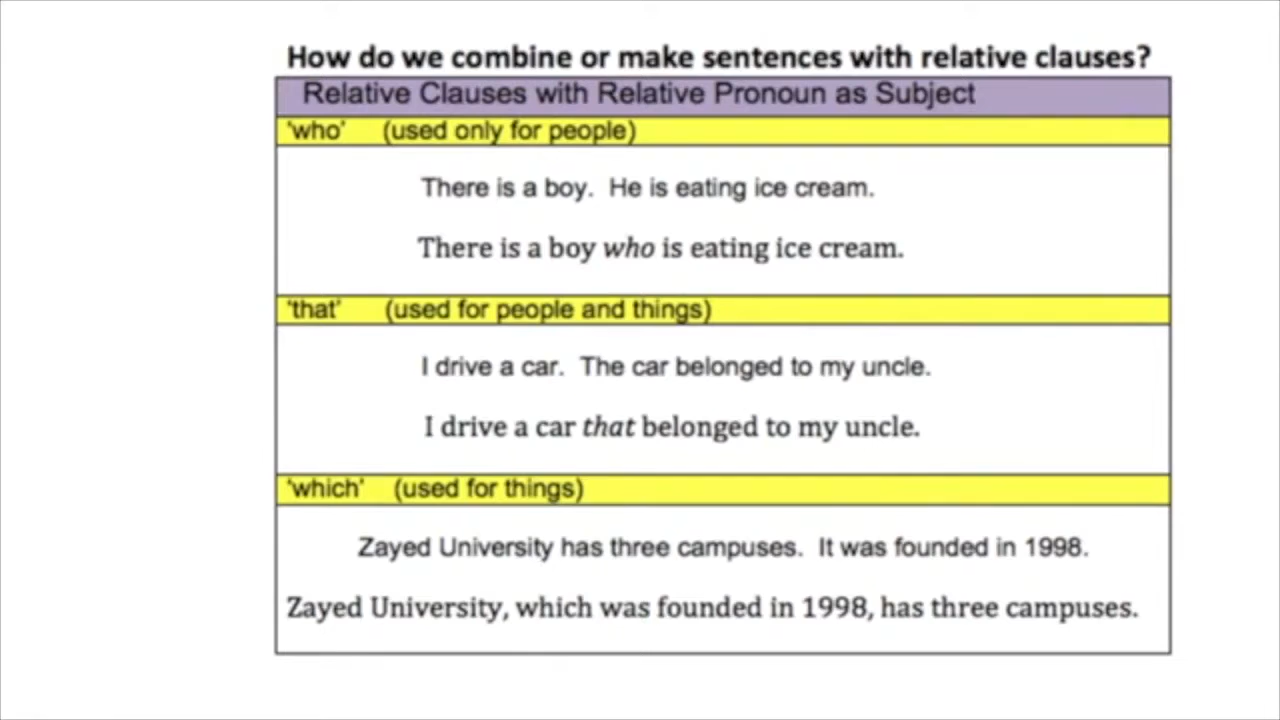 How do we combine or make sentences with relative clauses?
Relative Clauses with Relative Pronoun as Subject
'who' (used only for people)
There is a boy. He is eating ice cream.
There is a boy who is eating ice cream.
'that' (used for people and things)
I drive a car. The car belonged to my uncle.
I drive a car that belonged to my uncle.
'which' (used for things)
Zayed University has three campuses. It was founded in 1998.
Zayed University, which was founded in 1998, has three campuses.